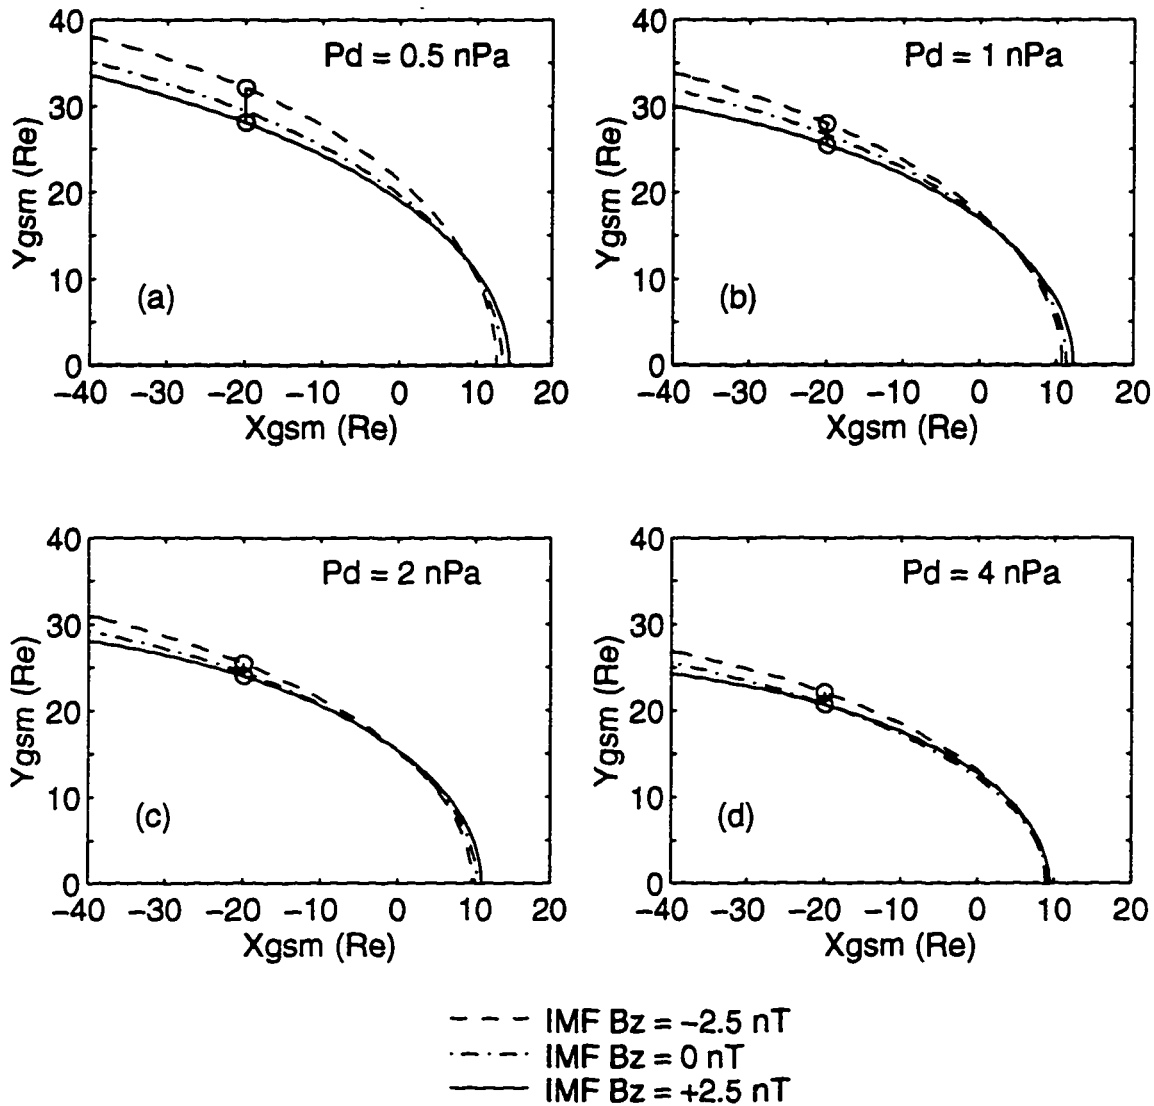 40
Pd = 0.5 nPa
30
20
10
0
Ygsm (Re)
(a)
−40 −30 −20 −10 0 10 20
Xgsm (Re)
40
Pd = 1 nPa
30
20
10
0
Ygsm (Re)
(b)
−40 −30 −20 −10 0 10 20
Xgsm (Re)
40
Pd = 2 nPa
30
20
10
0
Ygsm (Re)
(c)
−40 −30 −20 −10 0 10 20
Xgsm (Re)
40
Pd = 4 nPa
30
20
10
0
Ygsm (Re)
(d)
−40 −30 −20 −10 0 10 20
Xgsm (Re)
IMF Bz = −2.5 nT
IMF Bz = 0 nT
IMF Bz = +2.5 nT